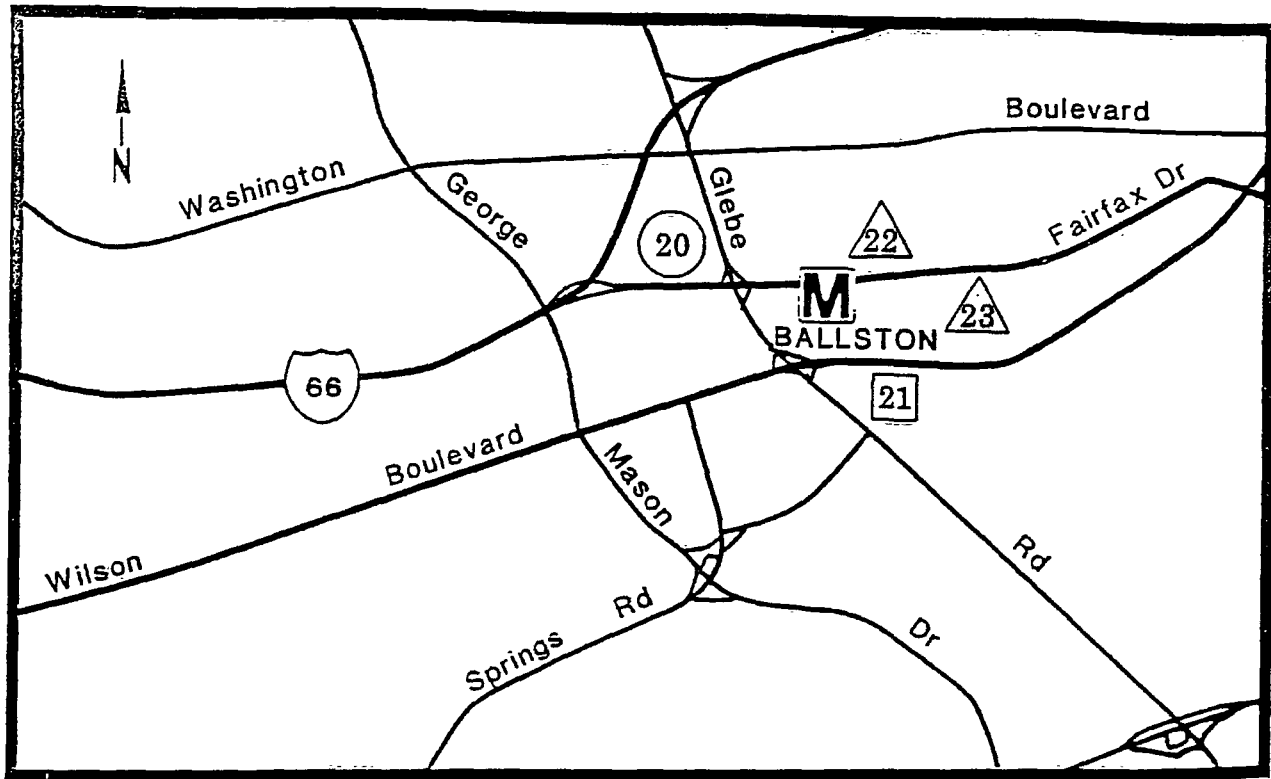 Boulevard
Washington
N
George
Glebe
Fairfax Dr
20
22
M
23
BALLSTON
66
21
Boulevard
Mason
Wilson
Rd
Rd
Springs
Dr